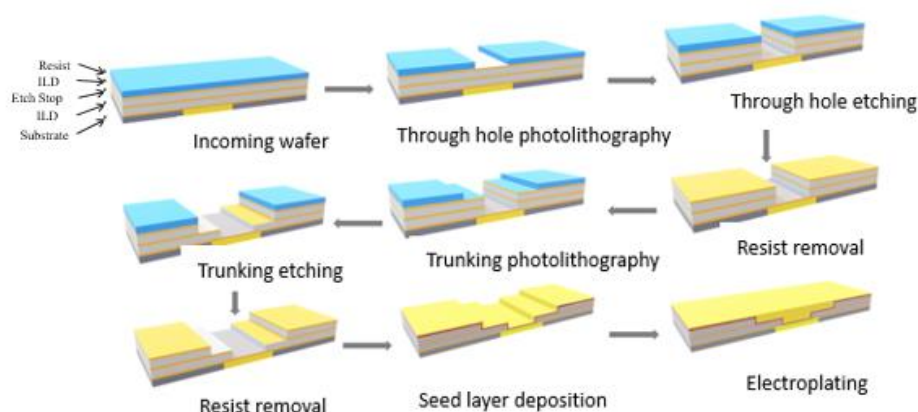 Resist
ILD
Etch Stop
ILD
Substrate
Incoming wafer
Through hole photolithography
Through hole etching
Trunking etching
Trunking photolithography
Resist removal
Resist removal
Seed layer deposition
Electroplating